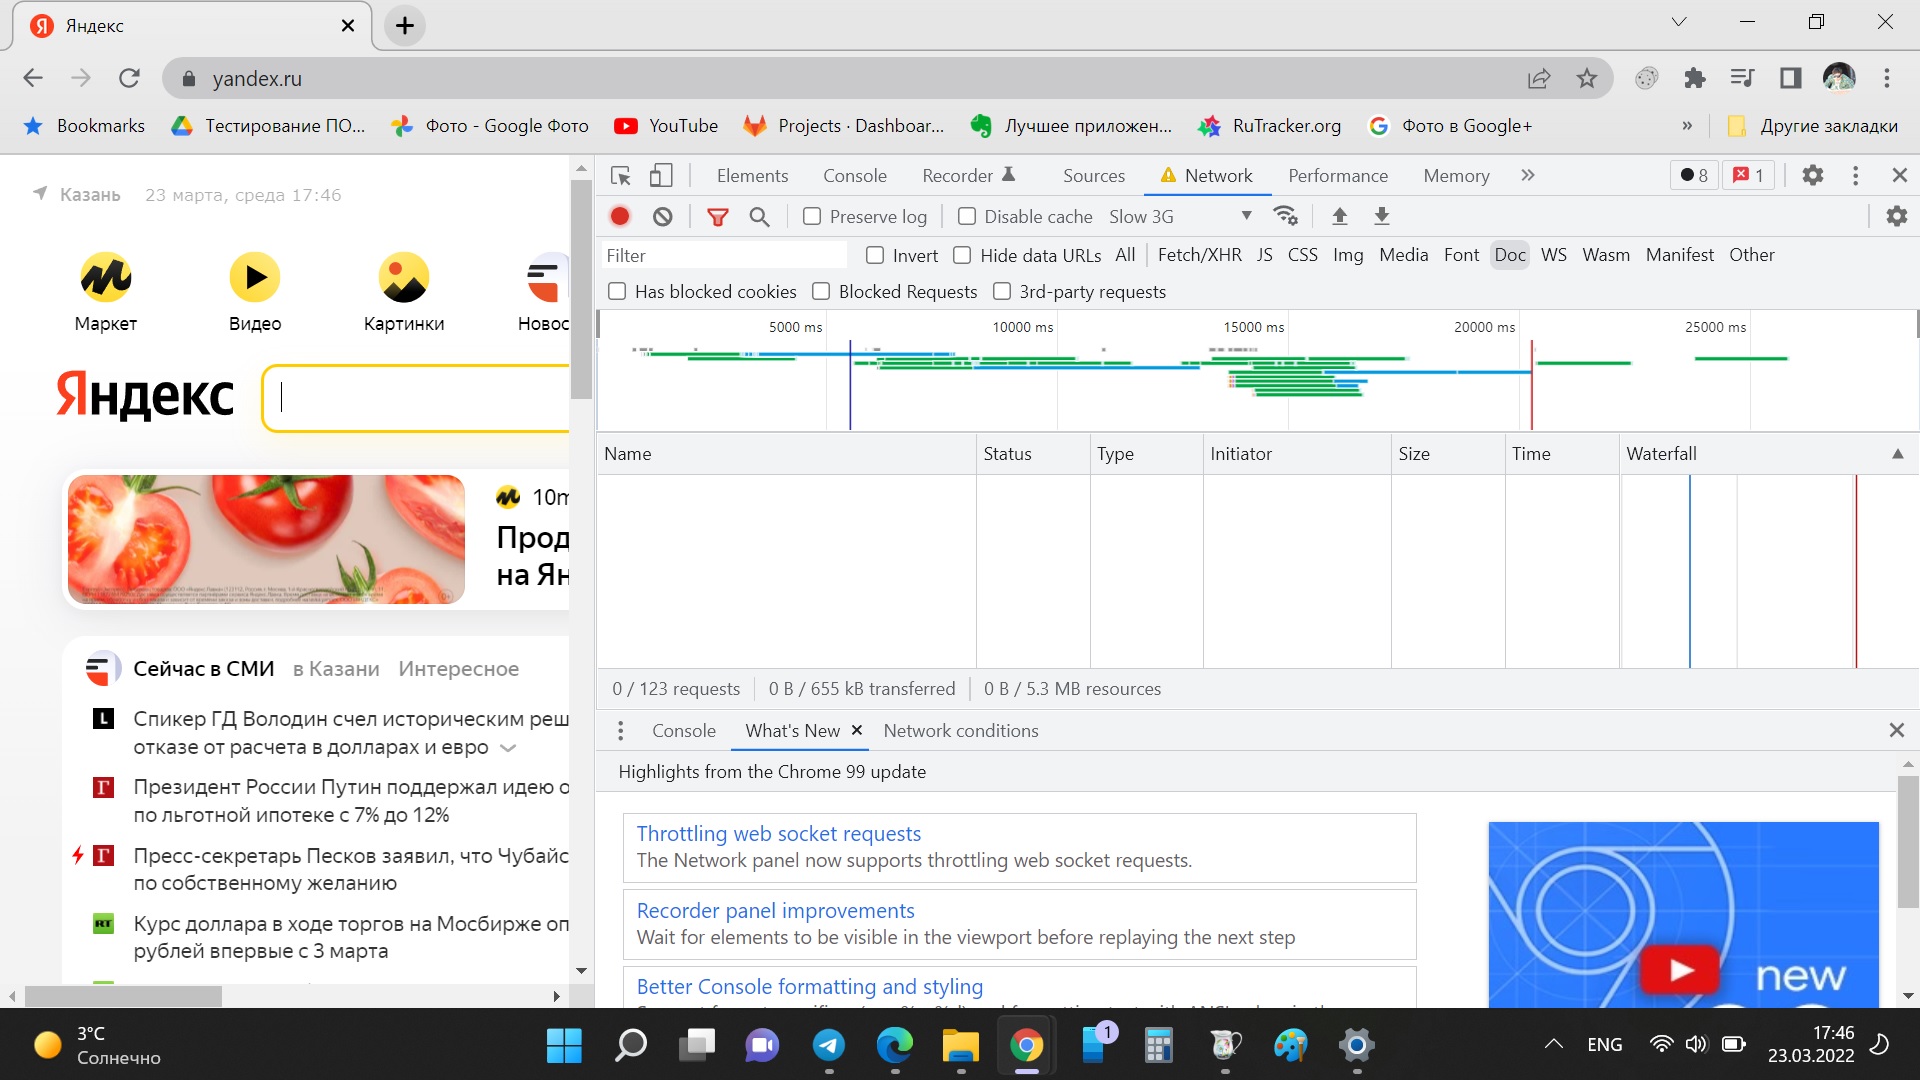 Яндекс
yandex.ru
Bookmarks
Тестирование ПО...
Фото - Google Фото
YouTube
Projects · Dashboar...
Лучшее приложен...
RuTracker.org
Фото в Google+
»
Другие закладки
Казань 23 марта, среда 17:46
Маркет Видео Картинки Новос
Яндекс
10m
Прод
на Ян
Сейчас в СМИ в Казани Интересное
Спикер ГД Володин счел историческим реш
отказе от расчета в долларах и евро
Президент России Путин поддержал идею о
по льготной ипотеке с 7% до 12%
Пресс-секретарь Песков заявил, что Чубайс
по собственному желанию
RT
Курс доллара в ходе торгов на Мосбирже оп
рублей впервые с 3 марта
Elements Console Recorder Sources Network Performance Memory » 8 1
Preserve log Disable cache Slow 3G
Filter Invert Hide data URLs All Fetch/XHR JS CSS Img Media Font Doc WS Wasm Manifest Other
Has blocked cookies Blocked Requests 3rd-party requests
5000 ms 10000 ms 15000 ms 20000 ms 25000 ms
Name Status Type Initiator Size Time Waterfall
0 / 123 requests 0 B / 655 kB transferred 0 B / 5.3 MB resources
Console What's New Network conditions
Highlights from the Chrome 99 update
Throttling web socket requests
The Network panel now supports throttling web socket requests.
Recorder panel improvements
Wait for elements to be visible in the viewport before replaying the next step
Better Console formatting and styling
new
3°C
Солнечно
1
ENG
17:46
23.03.2022